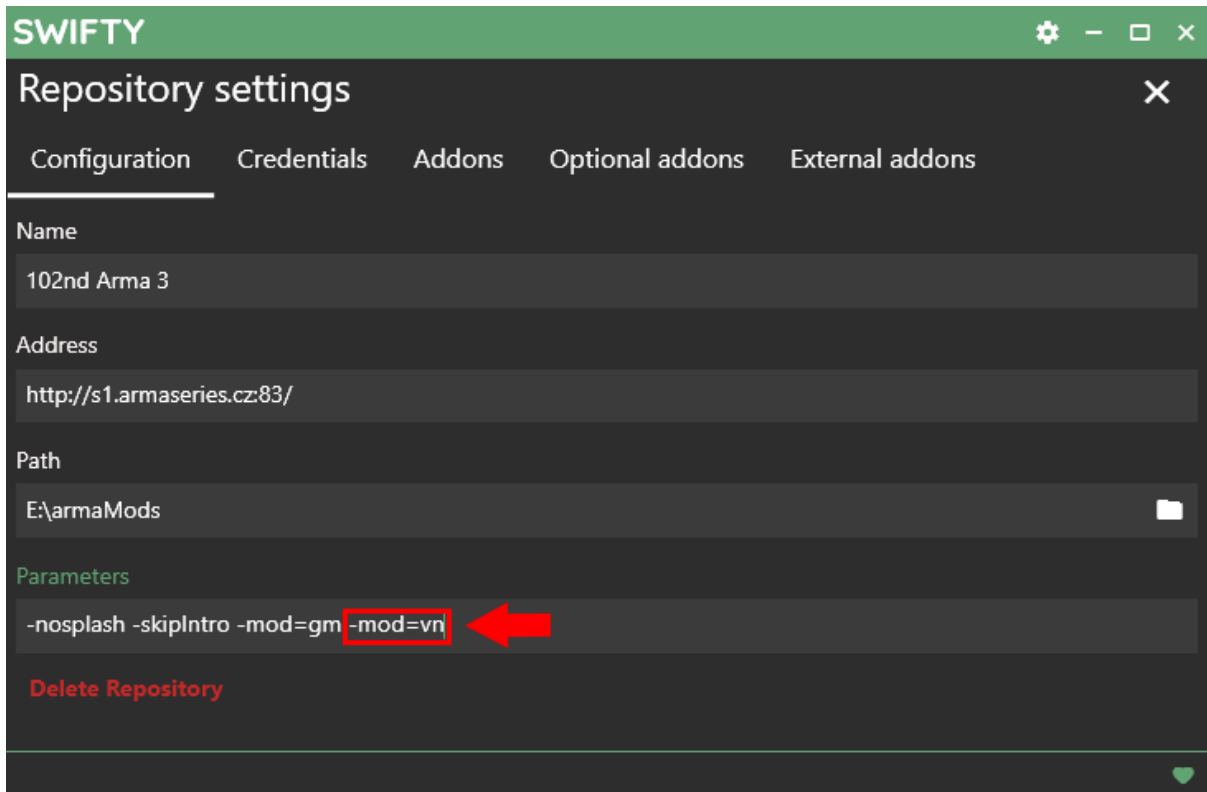 SWIFTY
Repository settings
Configuration Credentials Addons Optional addons External addons
Name
102nd Arma 3
Address
http://s1.armaseries.cz:83/
Path
E:\armaMods
Parameters
-nosplash -skipIntro -mod=gm -mod=vn
Delete Repository